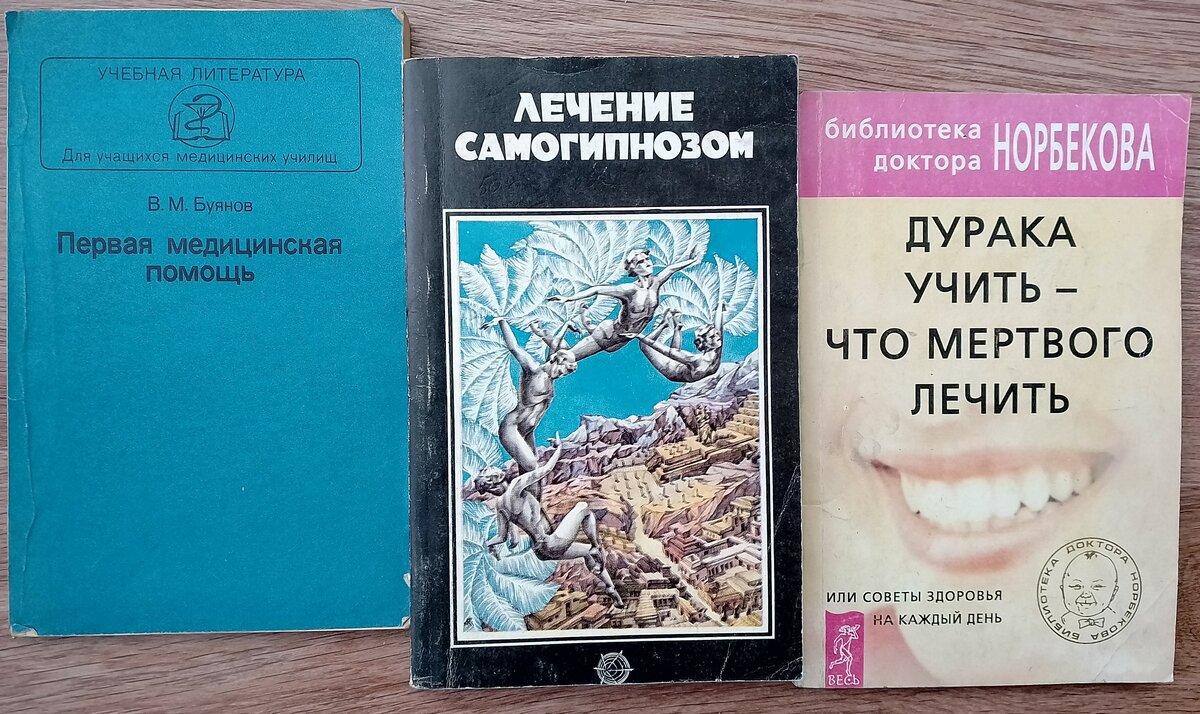 УЧЕБНАЯ ЛИТЕРАТУРА
Для учащихся медицинских училищ
В. М. Буянов
Первая медицинская
помощь
ЛЕЧЕНИЕ
САМОГИПНОЗОМ
библиотека
доктора НОРБЕКОВА
ДУРАКА
УЧИТЬ –
ЧТО МЕРТВОГО
ЛЕЧИТЬ
ИЛИ СОВЕТЫ ЗДОРОВЬЯ
НА КАЖДЫЙ ДЕНЬ
БИБЛИОТЕКА ДОКТОРА НОРБЕКОВА
ВЕСЬ